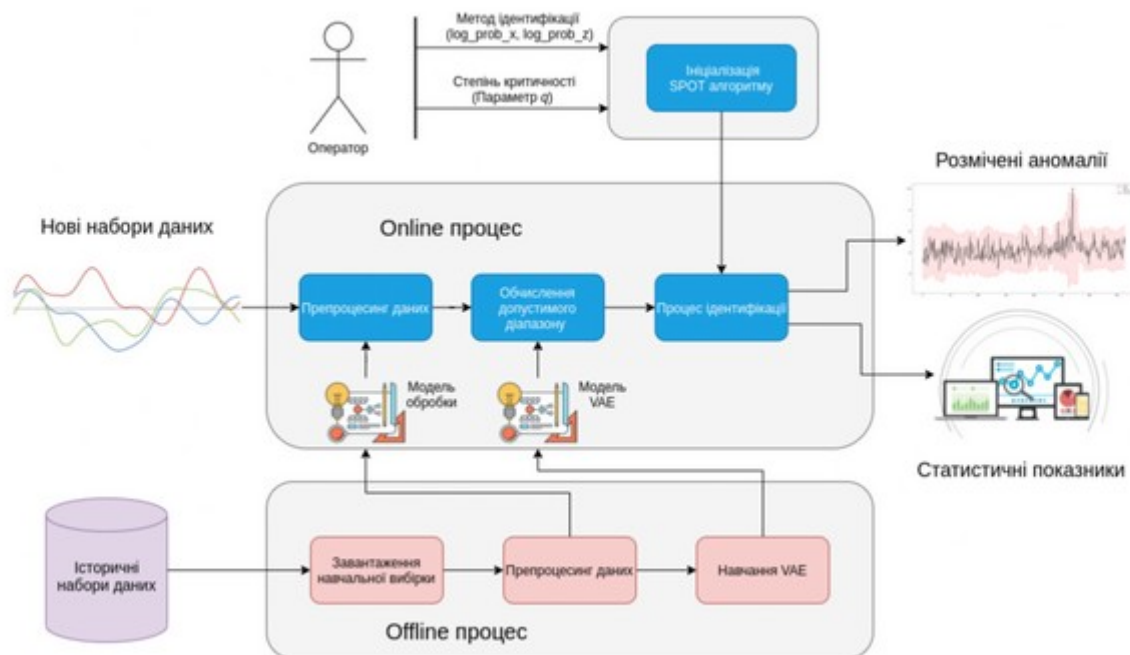 Метод ідентифікації
(log_prob_x, log_prob_z)
Степінь критичності
(Параметр q)
Оператор
Ініціалізація
SPOT алгоритму
Розмічені аномалії
Нові набори даних
Online процес
Препроцесинг даних
Обчислення
допустимого
діапазону
Процес ідентифікації
Модель
обробки
Модель
VAE
Статистичні показники
Історичні
набори даних
Завантаження
навчальної вибірки
Препроцесинг даних
Навчання VAE
Offline процес